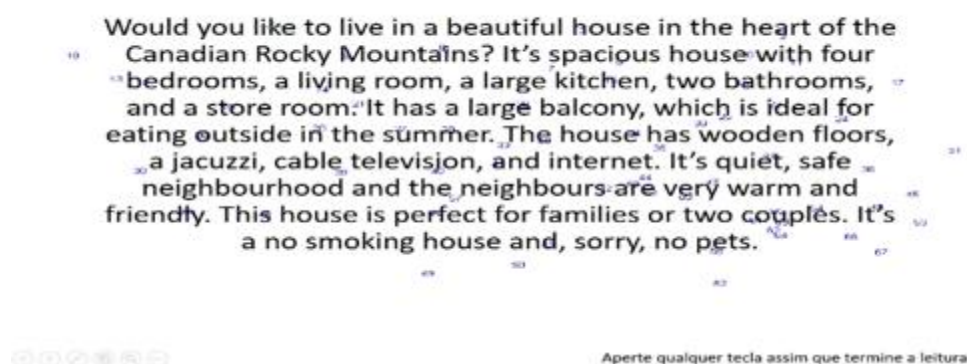 Would you like to live in a beautiful house in the heart of the
Canadian Rocky Mountains? It's spacious house with four
bedrooms, a living room, a large kitchen, two bathrooms,
and a store room. It has a large balcony, which is ideal for
eating outside in the summer. The house has wooden floors,
a jacuzzi, cable television, and internet. It's quiet, safe
neighbourhood and the neighbours are very warm and
friendly. This house is perfect for families or two couples. It's
a no smoking house and, sorry, no pets.
Aperte qualquer tecla assim que termine a leitura